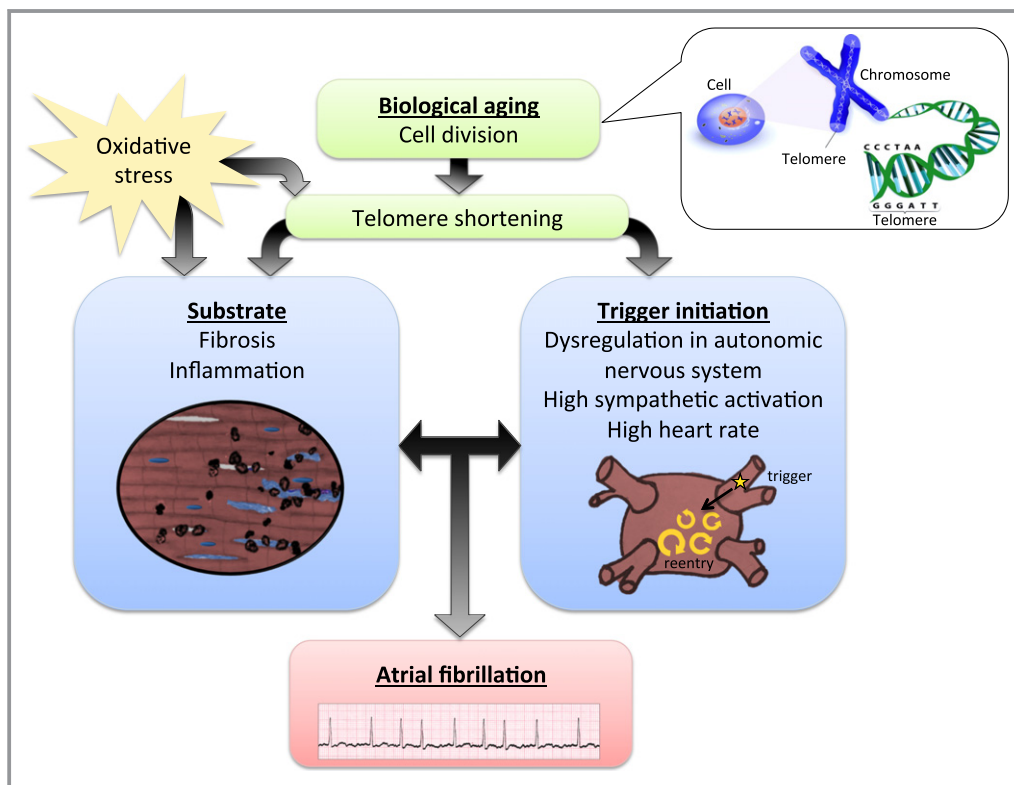 Cell
Chromosome
Telomere
CCCTAA
GGGATT
Telomere
Oxidative
stress
Biological aging
Cell division
Telomere shortening
Substrate
Fibrosis
Inflammation
Trigger initiation
Dysregulation in autonomic
nervous system
High sympathetic activation
High heart rate
trigger
reentry
Atrial fibrillation